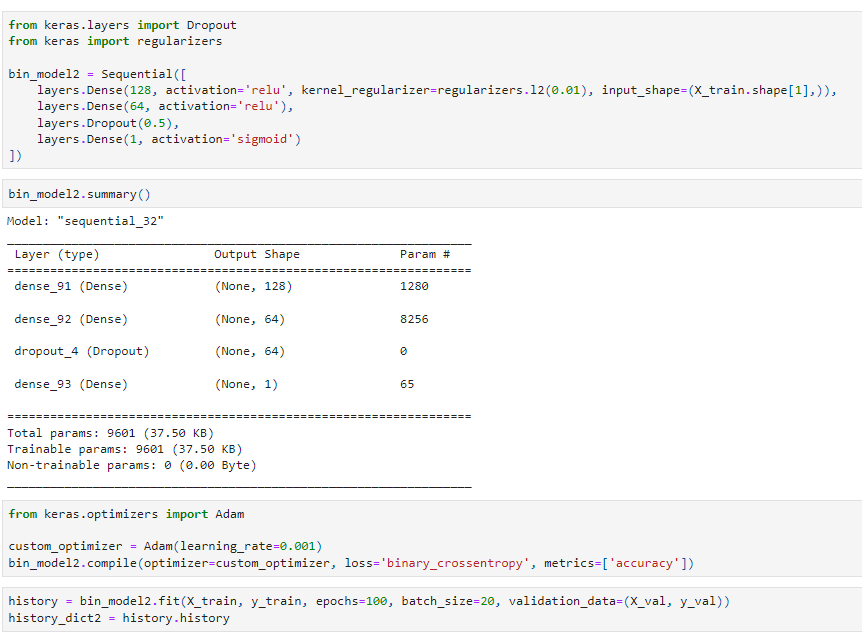 from keras.layers import Dropout
from keras import regularizers
bin_model2 = Sequential([
    layers.Dense(128, activation='relu', kernel_regularizer=regularizers.l2(0.01), input_shape=(X_train.shape[1],)),
    layers.Dense(64, activation='relu'),
    layers.Dropout(0.5),
    layers.Dense(1, activation='sigmoid')
])
bin_model2.summary()
Model: "sequential_32"
_________________________________________________________________
Layer (type)                Output Shape              Param #
=================================================================
dense_91 (Dense)            (None, 128)               1280
dense_92 (Dense)            (None, 64)                8256
dropout_4 (Dropout)         (None, 64)                0
dense_93 (Dense)            (None, 1)                 65
=================================================================
Total params: 9601 (37.50 KB)
Trainable params: 9601 (37.50 KB)
Non-trainable params: 0 (0.00 Byte)
_________________________________________________________________
from keras.optimizers import Adam
custom_optimizer = Adam(learning_rate=0.001)
bin_model2.compile(optimizer=custom_optimizer, loss='binary_crossentropy', metrics=['accuracy'])
history = bin_model2.fit(X_train, y_train, epochs=100, batch_size=20, validation_data=(X_val, y_val))
history_dict2 = history.history